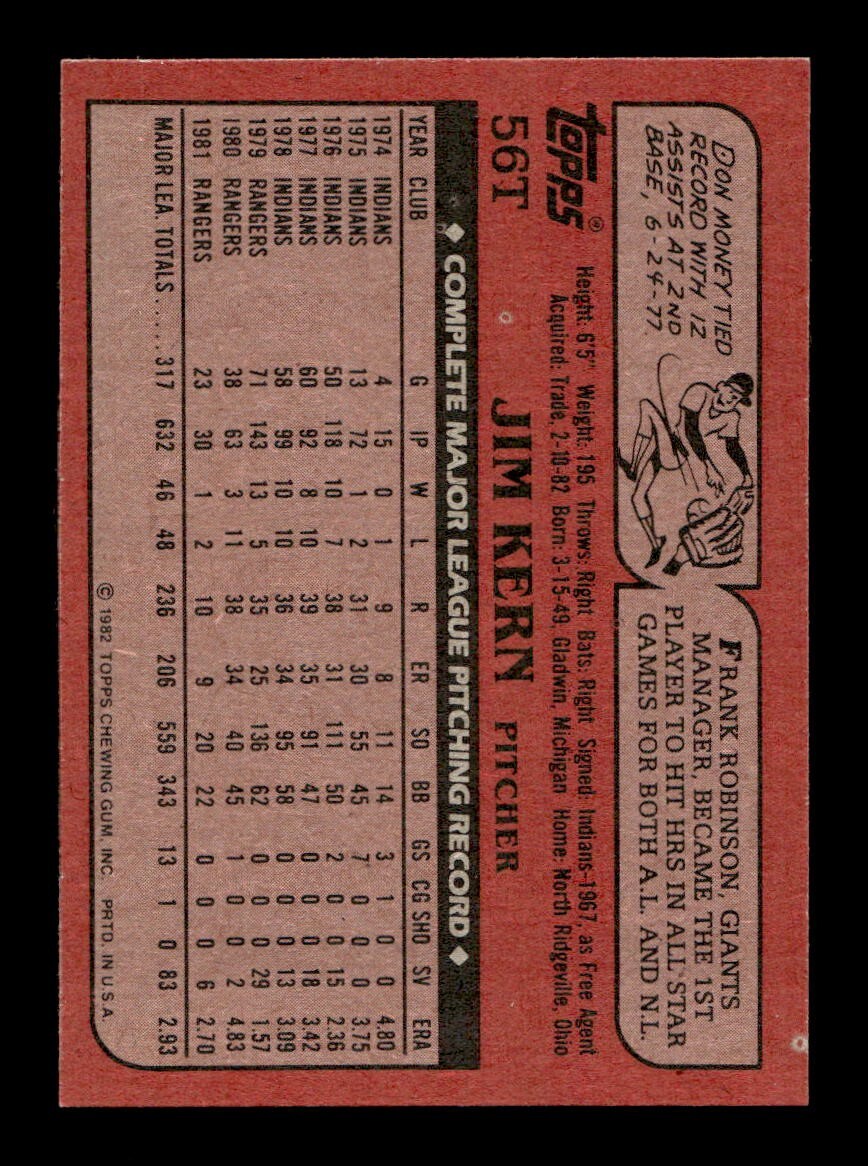 DON MONEY TIED
RECORD WITH 12
ASSISTS AT 2ND
BASE, 6-24-77.
FRANK ROBINSON, GIANTS
MANAGER, BECAME THE 1ST
PLAYER TO HIT HRS IN ALL STAR
GAMES FOR BOTH A.L. AND N.L.
Topps®
Height: 6'5" Weight: 195 Throws: Right Bats: Right Signed: Indians-1967, as Free Agent
Acquired: Trade, 2-10-82 Born: 3-15-49, Gladwin, Michigan Home: North Ridgeville, Ohio
56T JIM KERN PITCHER
◆ COMPLETE MAJOR LEAGUE PITCHING RECORD ◆
YEAR CLUB G IP W L R ER SO BB GS CG SHO SV ERA
1974 INDIANS 4 15 0 1 9 8 11 14 3 1 0 0 4.80
1975 INDIANS 13 72 1 2 31 30 55 45 7 0 0 0 3.75
1976 INDIANS 50 118 10 7 38 31 111 50 2 0 0 15 2.36
1977 INDIANS 60 92 8 10 39 35 91 47 0 0 0 18 3.42
1978 INDIANS 58 99 10 10 36 34 95 58 0 0 0 13 3.09
1979 RANGERS 71 143 13 5 35 25 136 62 0 0 0 29 1.57
1980 RANGERS 38 63 3 11 38 34 40 45 1 0 0 2 4.83
1981 RANGERS 23 30 1 2 10 9 20 22 0 0 0 6 2.70
MAJOR LEA. TOTALS ..... 317 632 46 48 236 206 559 343 13 1 0 83 2.93
© 1982 TOPPS CHEWING GUM, INC. PRTD. IN U.S.A.